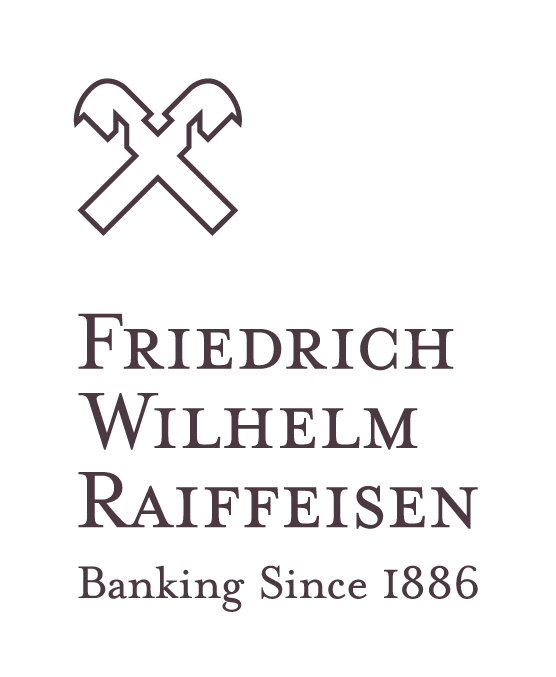 Friedrich
Wilhelm
Raiffeisen
Banking Since 1886